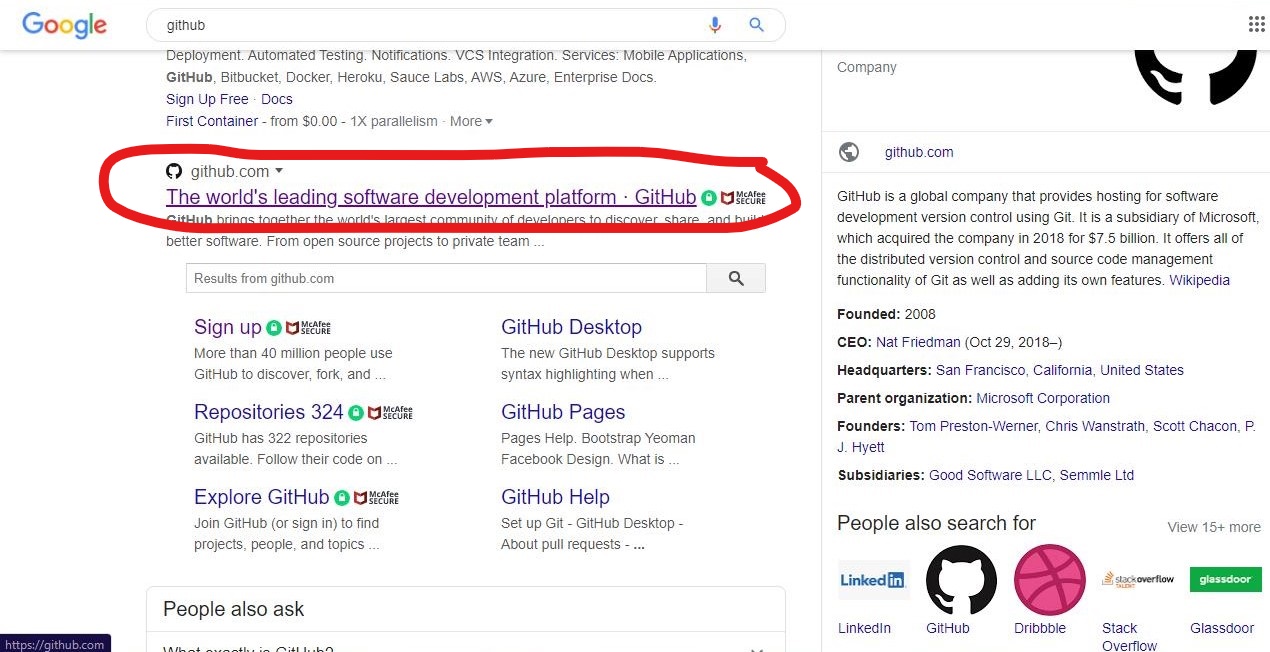 Google
github
Deployment. Automated Testing. Notifications. VCS Integration. Services: Mobile Applications,
GitHub, Bitbucket, Docker, Heroku, Sauce Labs, AWS, Azure, Enterprise Docs.
Sign Up Free · Docs
First Container - from $0.00 - 1X parallelism · More
github.com
The world's leading software development platform · GitHub McAfee SECURE
GitHub brings together the world's largest community of developers to discover, share, and build
better software. From open source projects to private team ...
Results from github.com
Sign up McAfee SECURE
More than 40 million people use
GitHub to discover, fork, and ...
GitHub Desktop
The new GitHub Desktop supports
syntax highlighting when ...
Repositories 324 McAfee SECURE
GitHub has 322 repositories
available. Follow their code on ...
GitHub Pages
Pages Help. Bootstrap Yeoman
Facebook Design. What is ...
Explore GitHub McAfee SECURE
Join GitHub (or sign in) to find
projects, people, and topics ...
GitHub Help
Set up Git - GitHub Desktop -
About pull requests - ...
People also ask
What exactly is GitHub?
https://github.com
Company
github.com
GitHub is a global company that provides hosting for software
development version control using Git. It is a subsidiary of Microsoft,
which acquired the company in 2018 for $7.5 billion. It offers all of
the distributed version control and source code management
functionality of Git as well as adding its own features. Wikipedia
Founded: 2008
CEO: Nat Friedman (Oct 29, 2018–)
Headquarters: San Francisco, California, United States
Parent organization: Microsoft Corporation
Founders: Tom Preston-Werner, Chris Wanstrath, Scott Chacon, P.
J. Hyett
Subsidiaries: Good Software LLC, Semmle Ltd
People also search for
View 15+ more
LinkedIn
stackoverflow
TALENT
glassdoor
LinkedIn
GitHub
Dribbble
Stack
Overflow
Glassdoor